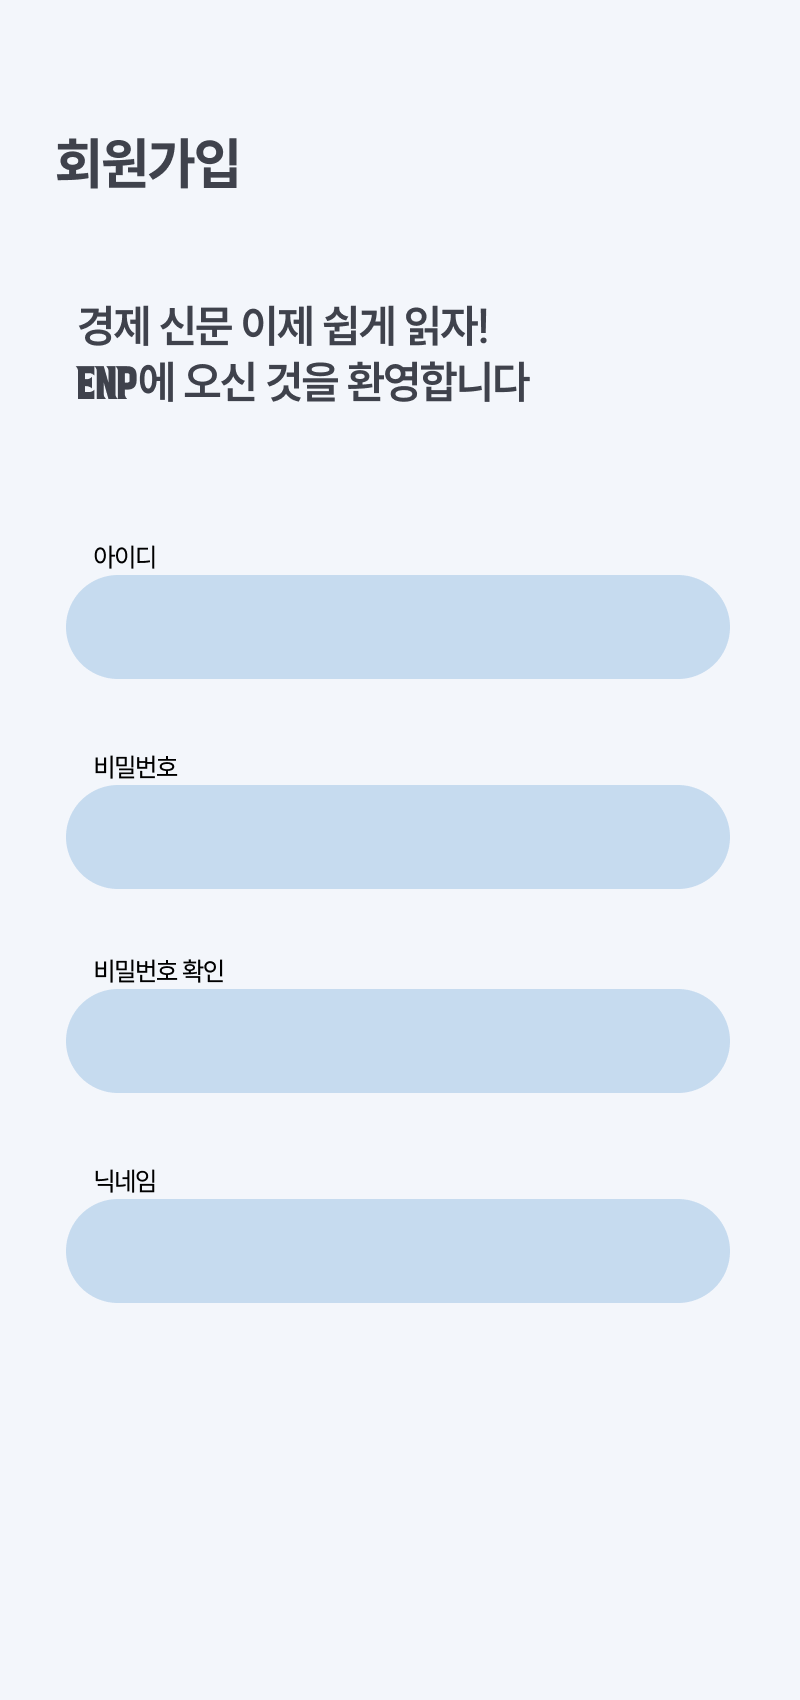 회원가입
경제 신문 이제 쉽게 읽자!
ENP에 오신 것을 환영합니다
아이디
비밀번호
비밀번호 확인
닉네임